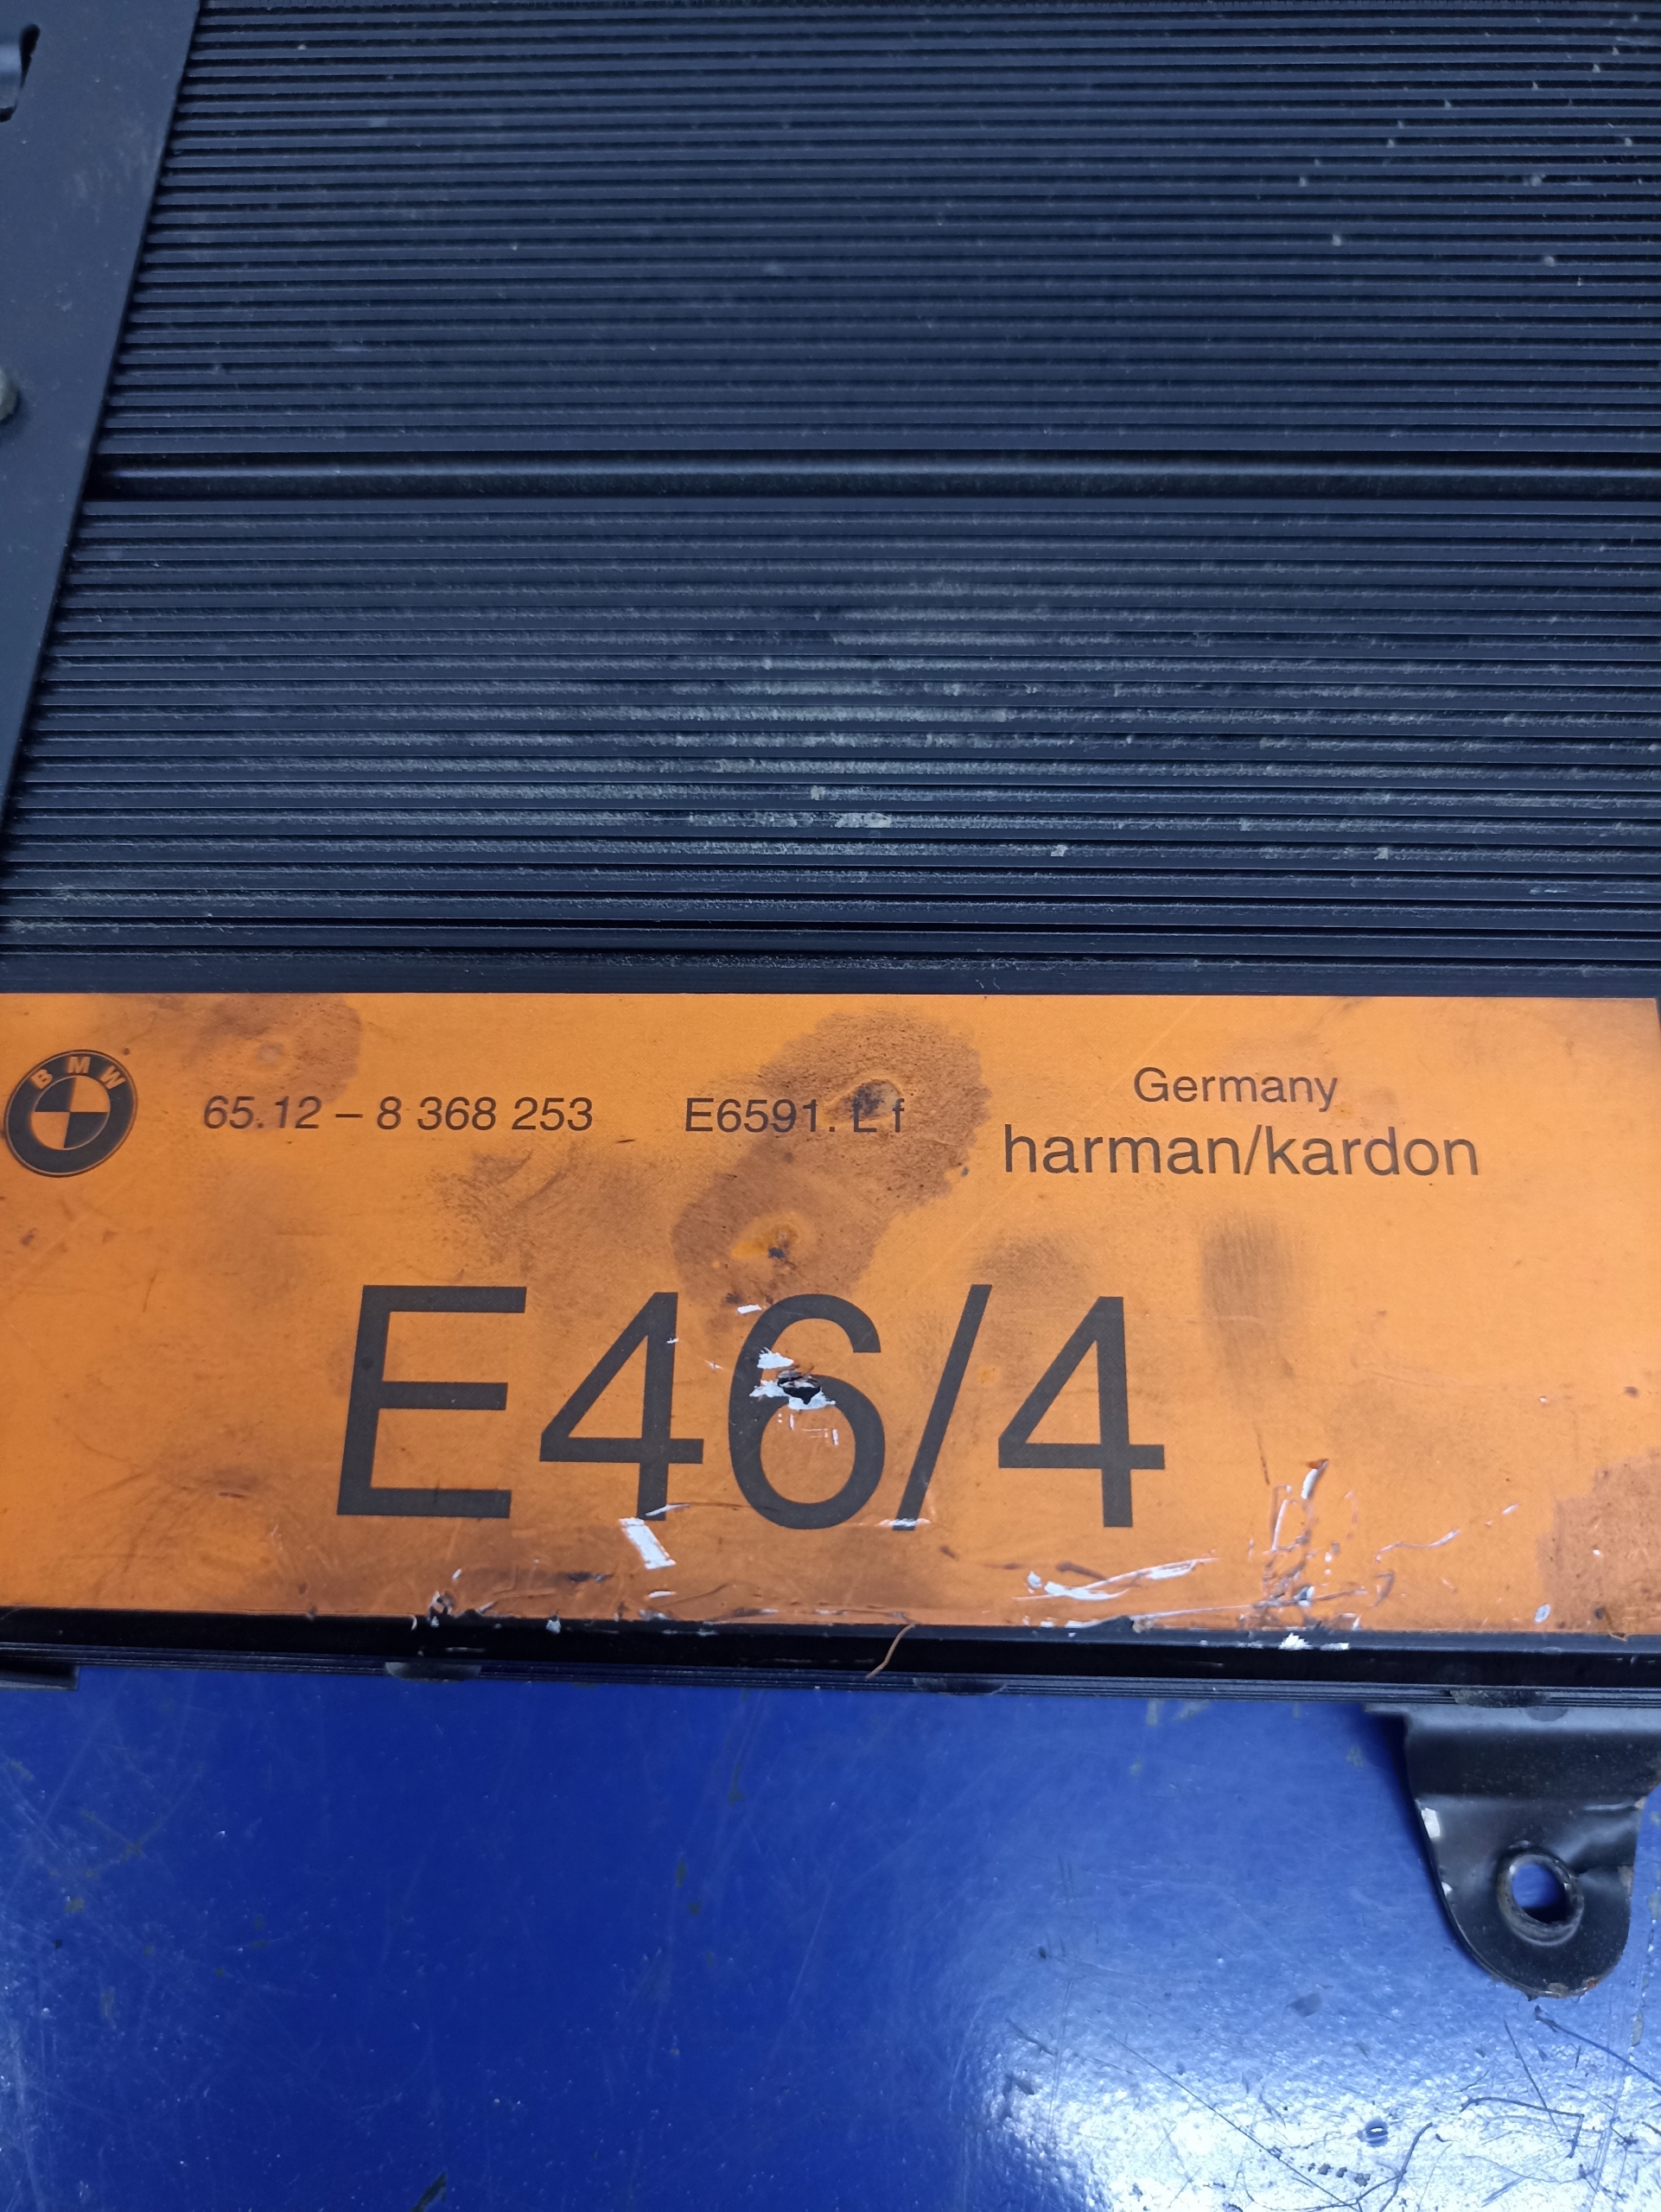 BMW
65.12 – 8 368 253 E6591. L f
Germany
harman/kardon
E46/4